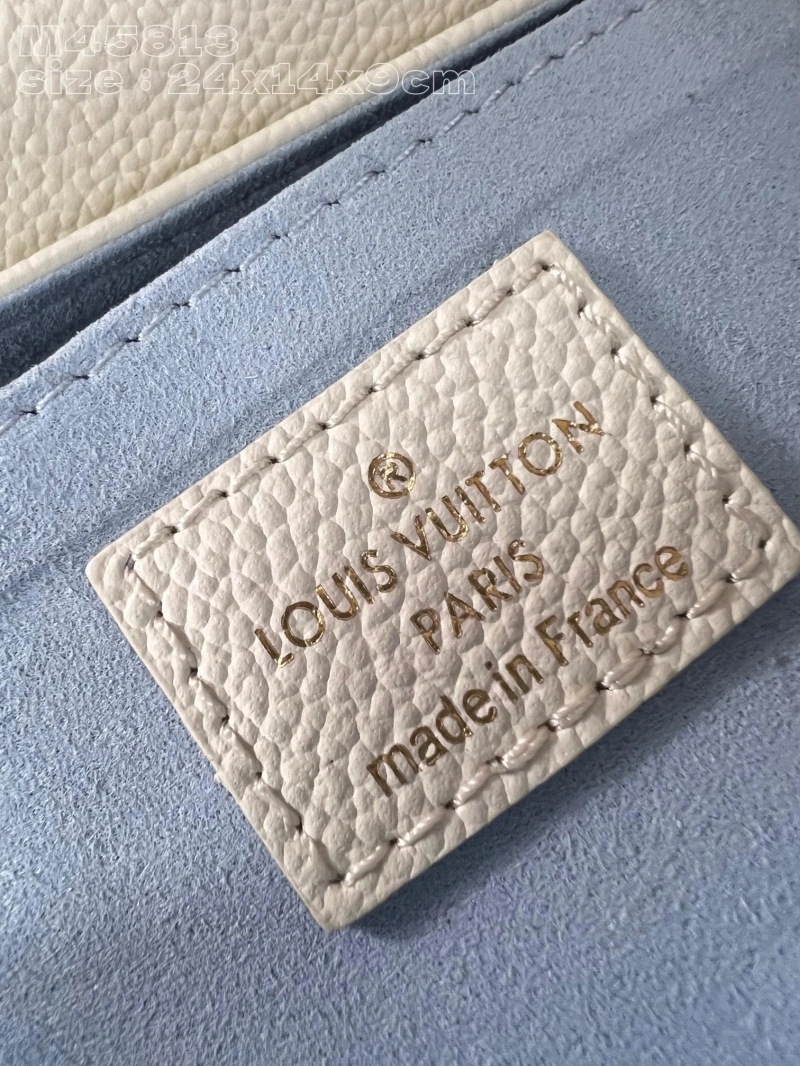 M45813
size : 24x14x9cm
®
LOUIS VUITTON
PARIS
made in France